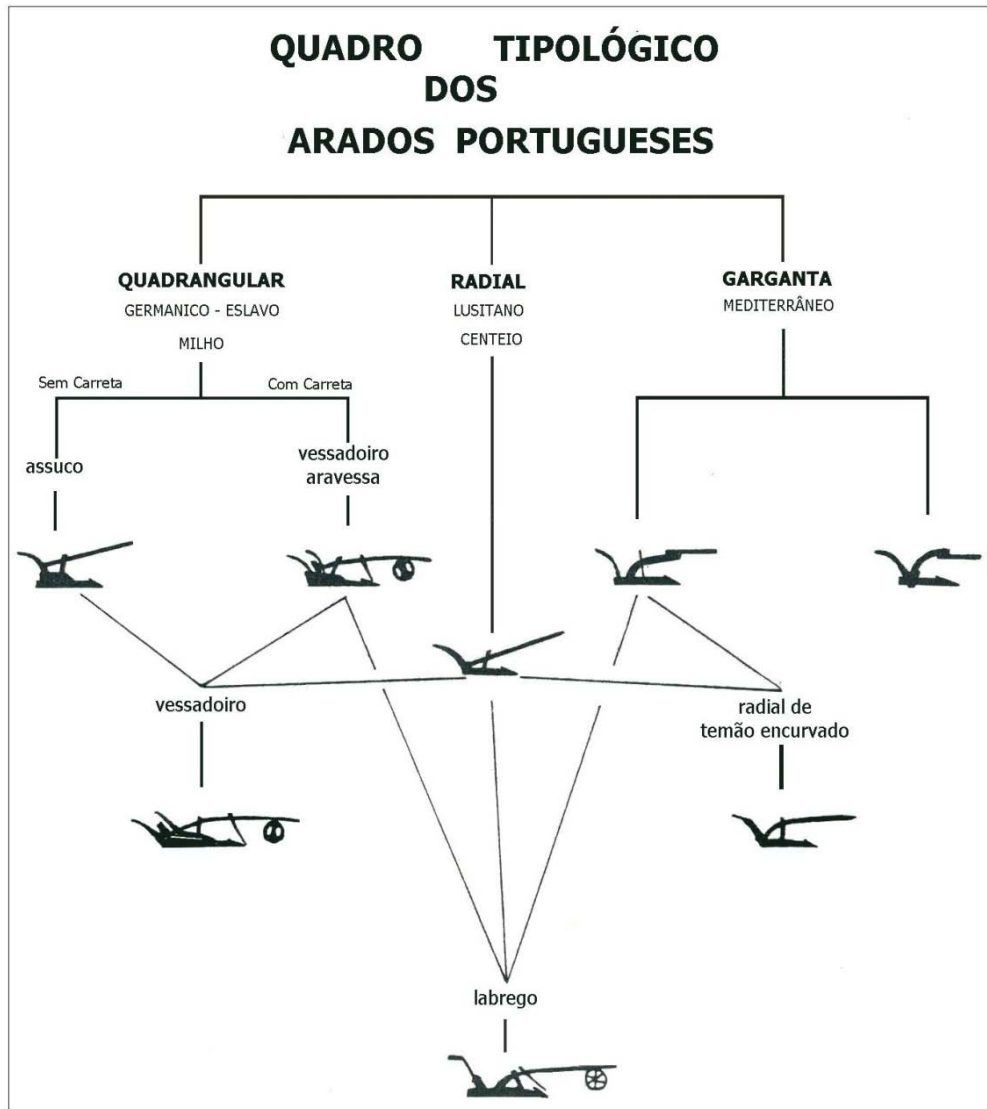 QUADRO TIPOLÓGICO
DOS
ARADOS PORTUGUESES
QUADRANGULAR
GERMANICO - ESLAVO
MILHO
RADIAL
LUSITANO
CENTEIO
GARGANTA
MEDITERRÂNEO
Sem Carreta
Com Carreta
assuco
vessadoiro
aravessa
vessadoiro
radial de
temão encurvado
labrego